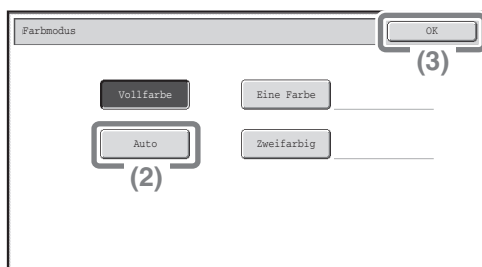 Farbmodus
OK
(3)
Vollfarbe
Eine Farbe
Auto
Zweifarbig
(2)